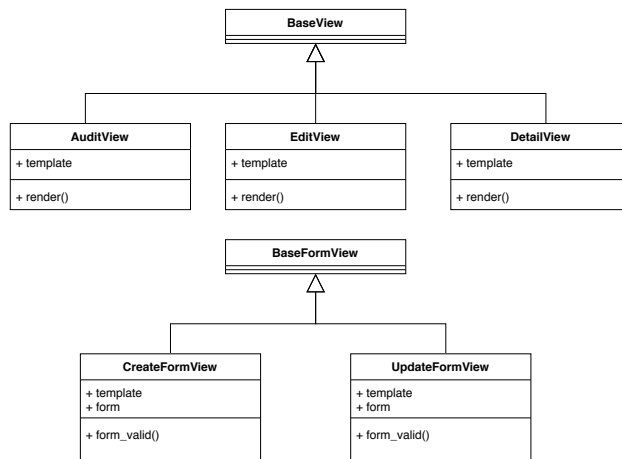 BaseView
AuditView
+ template
+ render()
EditView
+ template
+ render()
DetailView
+ template
+ render()
BaseFormView
CreateFormView
+ template
+ form
+ form_valid()
UpdateFormView
+ template
+ form
+ form_valid()